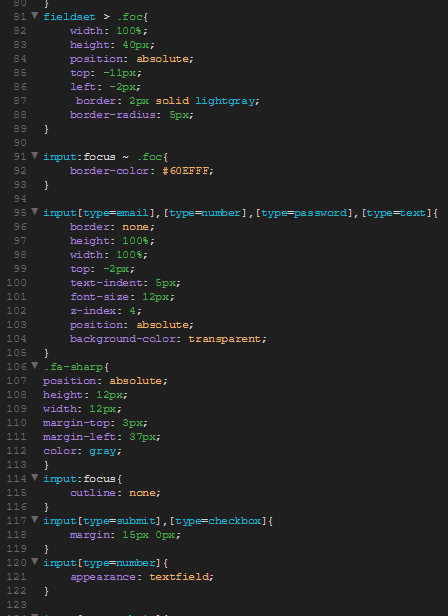 80 }
81 fieldset > .foc{
82 width: 100%;
83 height: 40px;
84 position: absolute;
85 top: -11px;
86 left: -2px;
87 border: 2px solid lightgray;
88 border-radius: 5px;
89 }
90
91 input:focus ~ .foc{
92 border-color: #60EFFF;
93 }
94
95 input[type=email],[type=number],[type=password],[type=text]{
96 border: none;
97 height: 100%;
98 width: 100%;
99 top: -2px;
100 text-indent: 5px;
101 font-size: 12px;
102 z-index: 4;
103 position: absolute;
104 background-color: transparent;
105 }
106 .fa-sharp{
107 position: absolute;
108 height: 12px;
109 width: 12px;
110 margin-top: 3px;
111 margin-left: 37px;
112 color: gray;
113 }
114 input:focus{
115 outline: none;
116 }
117 input[type=submit],[type=checkbox]{
118 margin: 15px 0px;
119 }
120 input[type=number]{
121 appearance: textfield;
122 }
123